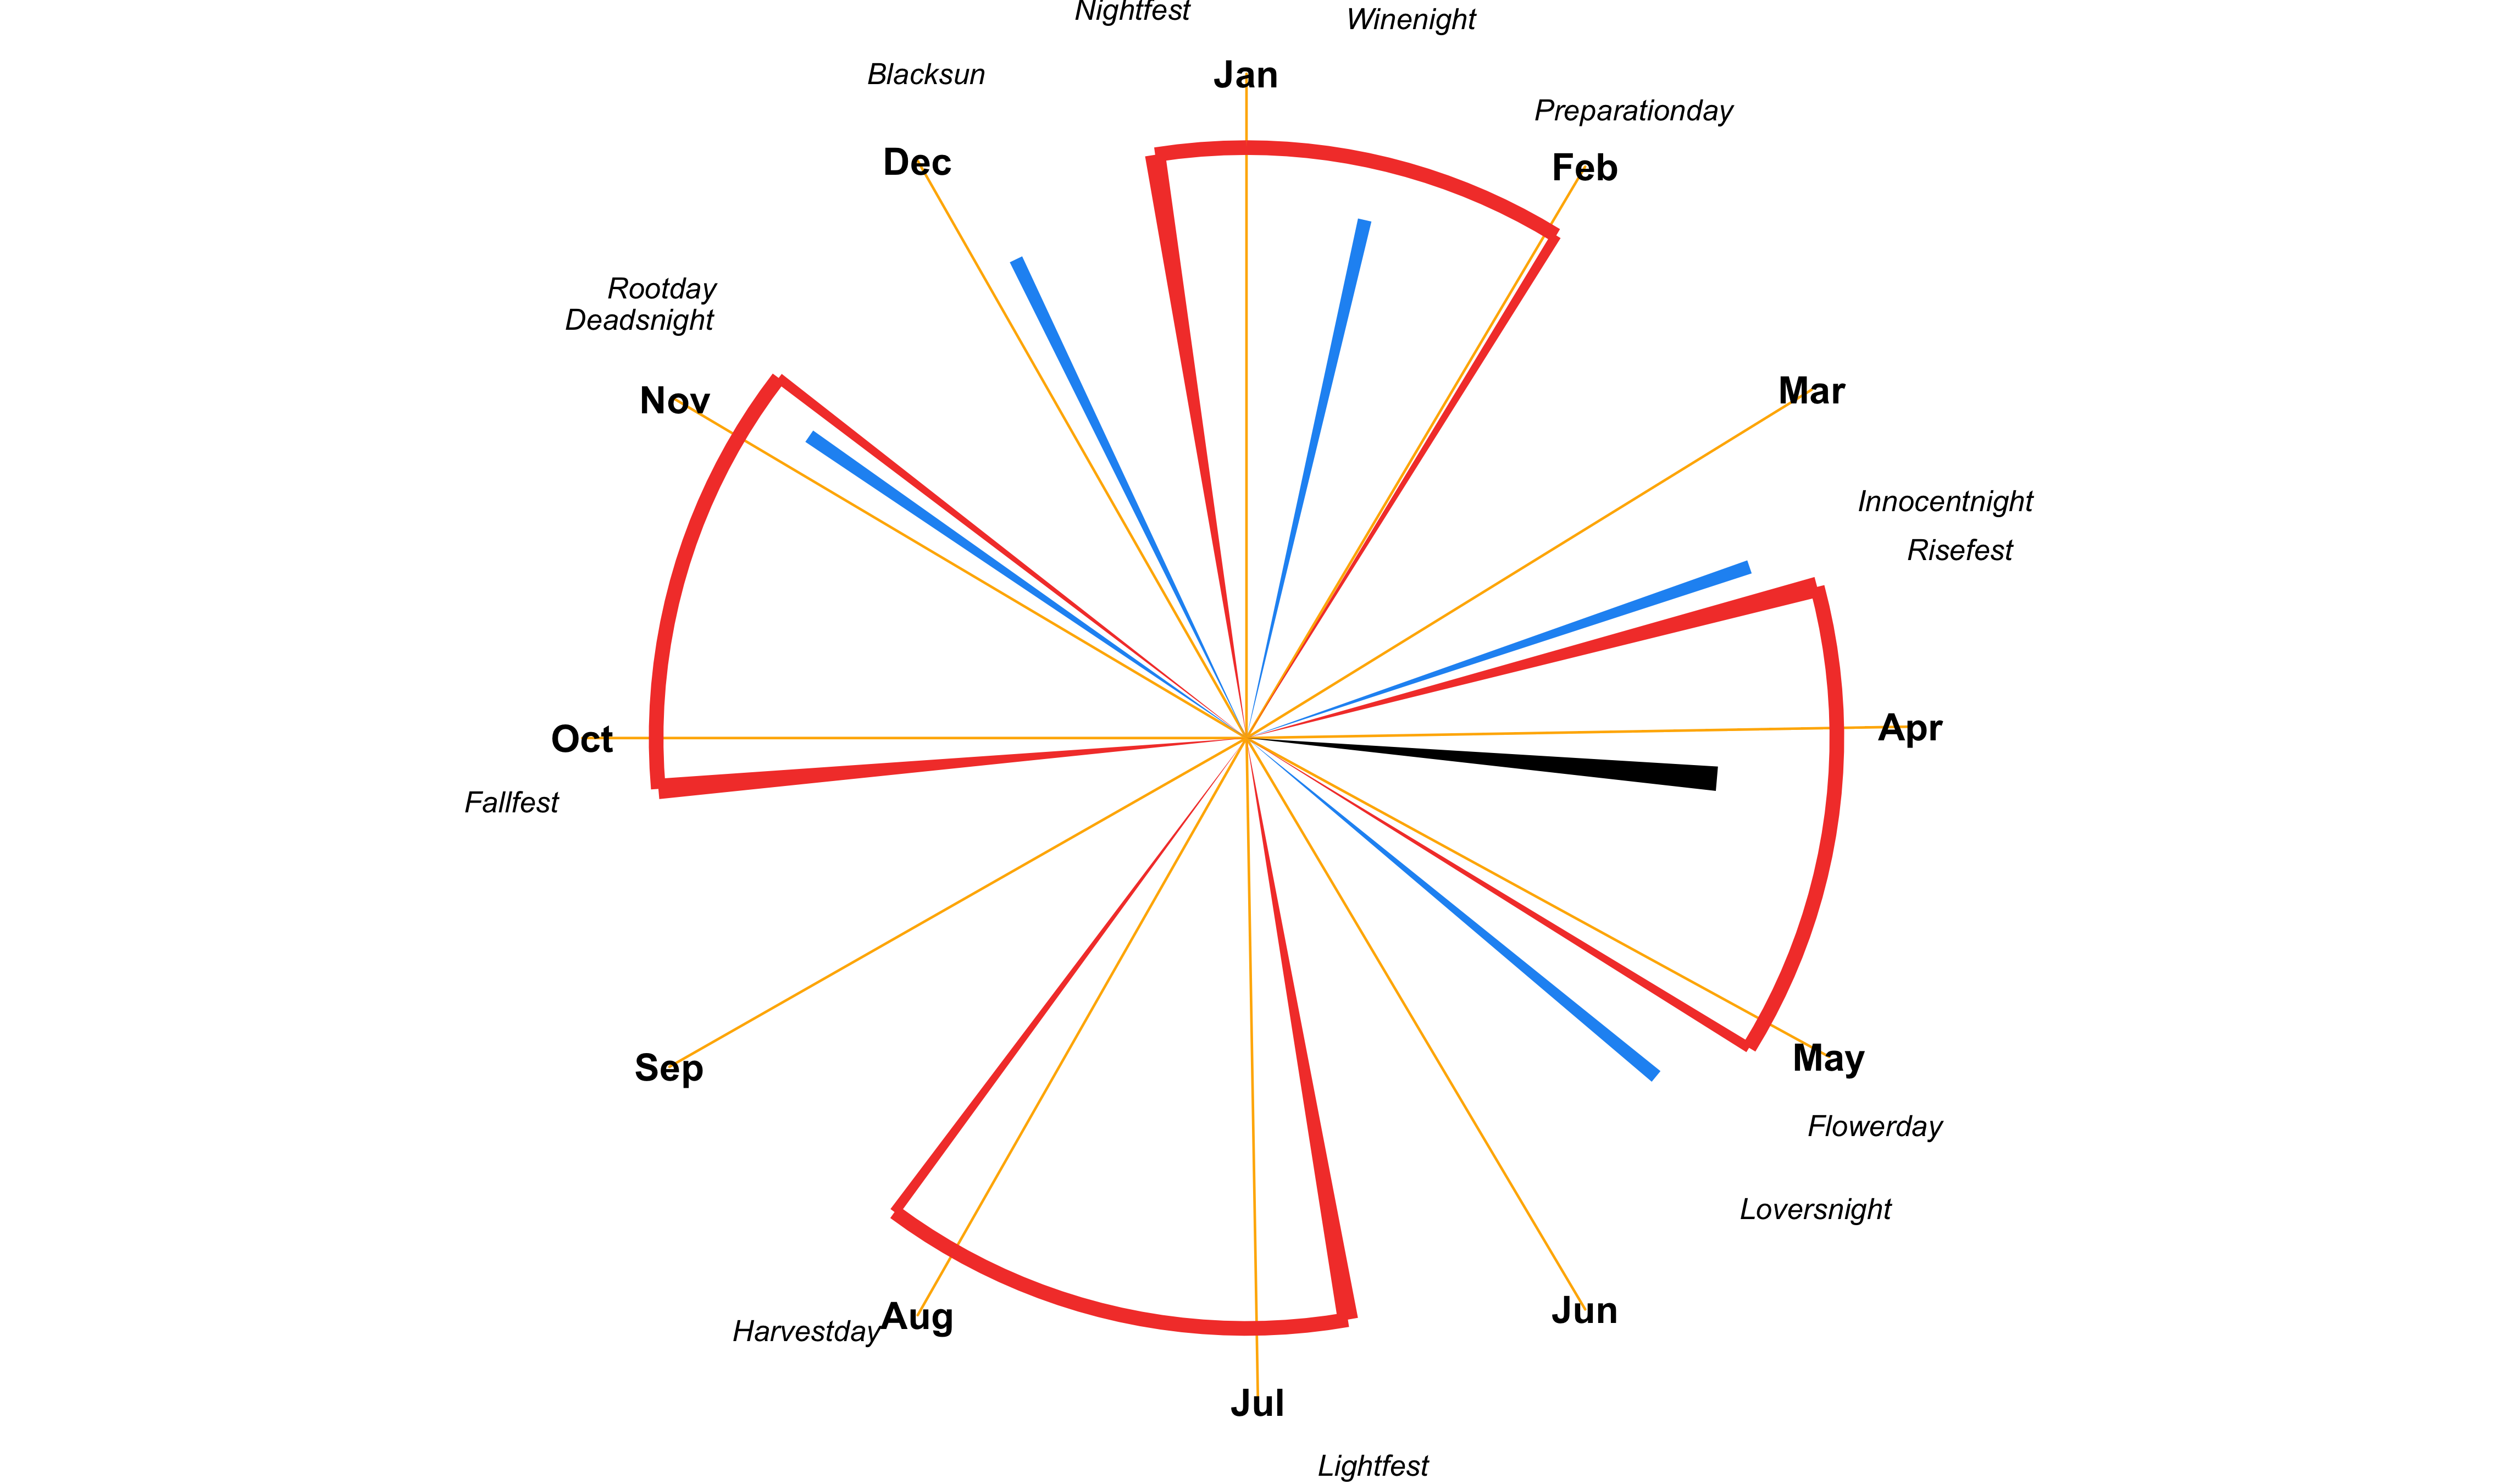 Nightfest
Winenight
Blacksun
Jan
Preparationday
Dec
Feb
Rootday
Deadsnight
Nov
Mar
Innocentnight
Risefest
Oct
Apr
Fallfest
Sep
May
Flowerday
Loversnight
Harvestday
Aug
Jun
Jul
Lightfest